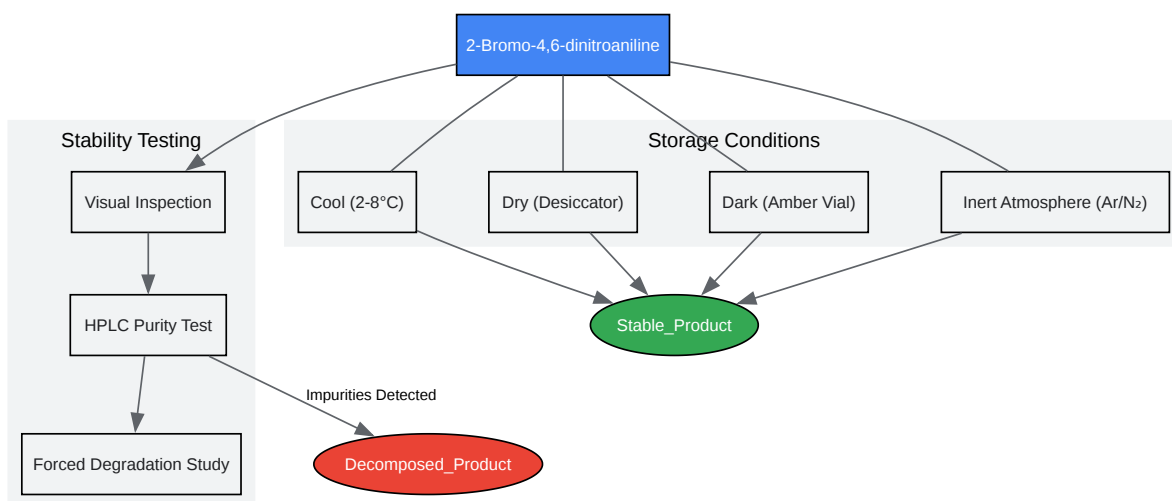 2-Bromo-4,6-dinitroaniline
Stability Testing
Storage Conditions
Visual Inspection
Cool (2-8°C)
Dry (Desiccator)
Dark (Amber Vial)
Inert Atmosphere (Ar/N₂)
HPLC Purity Test
Stable_Product
Impurities Detected
Forced Degradation Study
Decomposed_Product